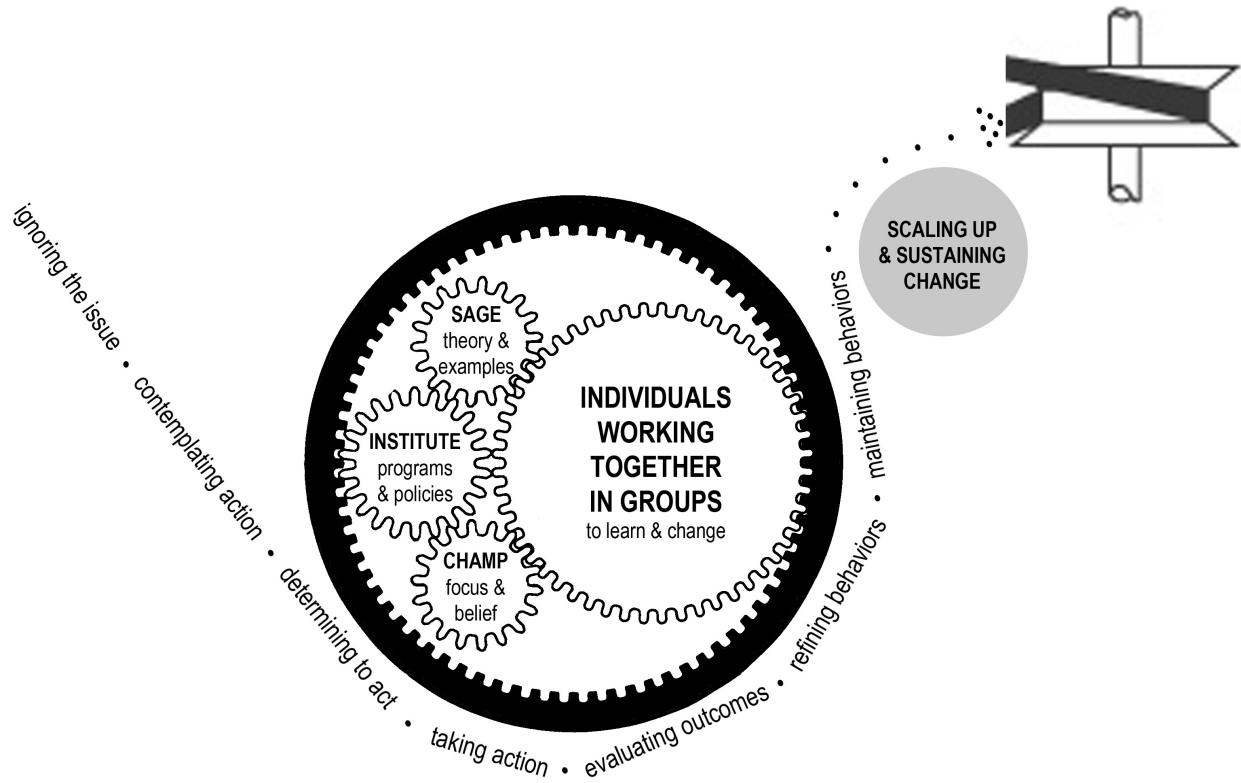 ignoring the issue • contemplating action • determining to act • taking action • evaluating outcomes • refining behaviors • maintaining behaviors
SCALING UP
& SUSTAINING
CHANGE
SAGE
theory &
examples
INSTITUTE
programs
& policies
CHAMP
focus &
belief
INDIVIDUALS
WORKING
TOGETHER
IN GROUPS
to learn & change